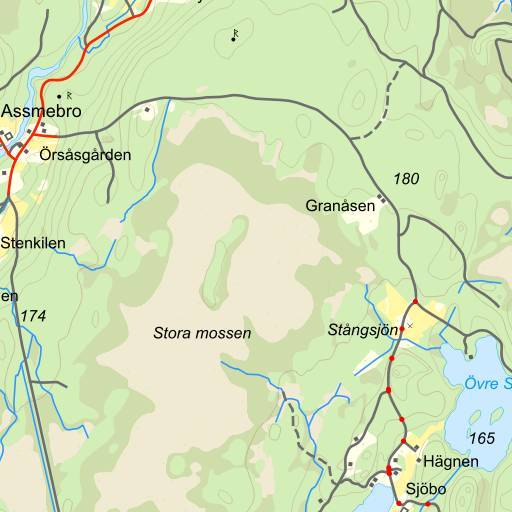 Assmebro
Örsåsgården
180
Granåsen
Stenkilen
en
174
Stora mossen
Stångsjön
Övre S
165
Hägnen
Sjöbo